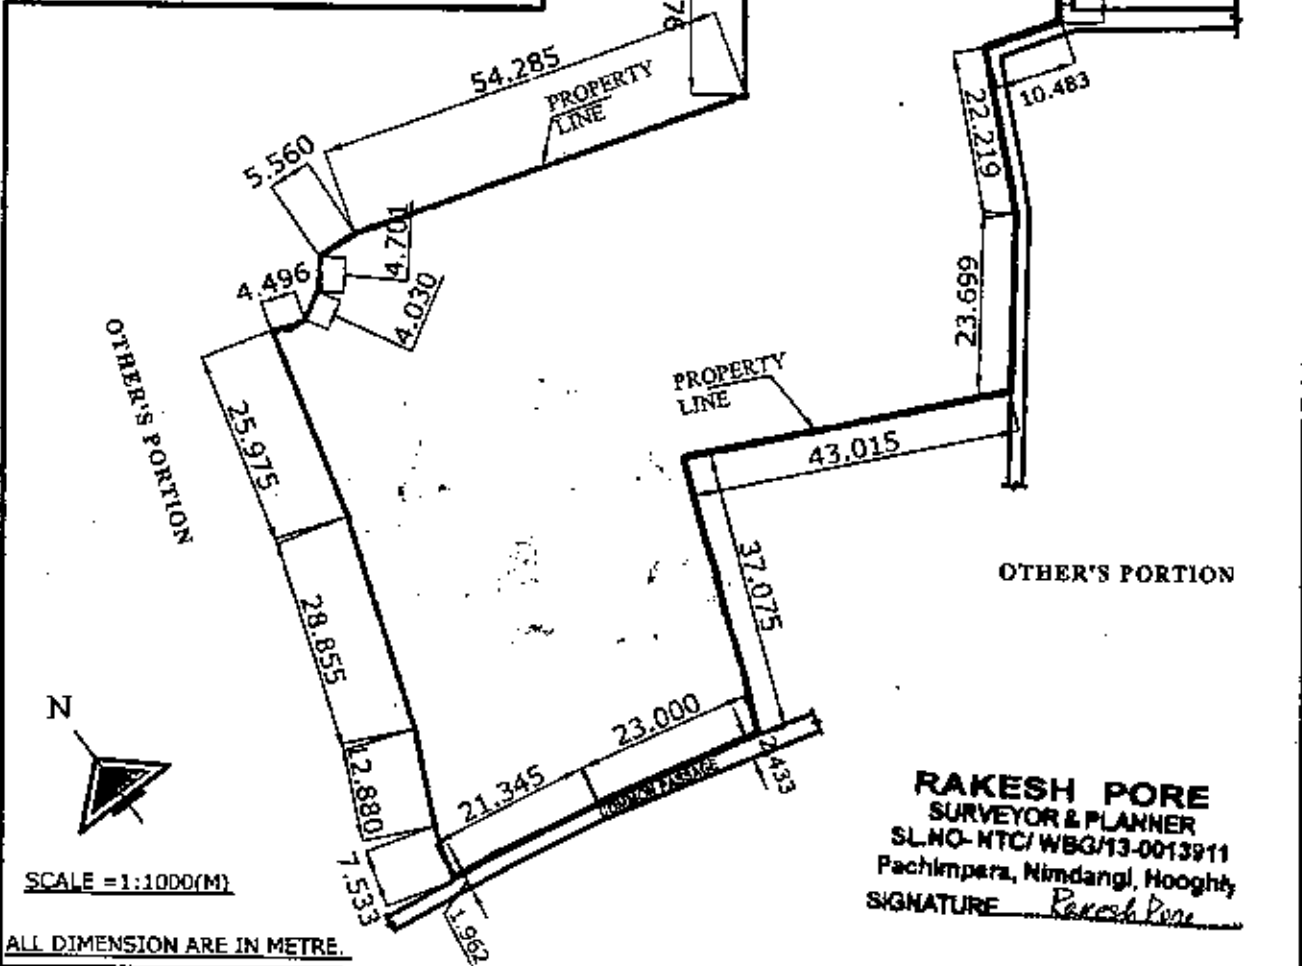 54.285
PROPERTY
LINE
10.483
22.219
5.560
4.701
4.496
4.030
23.699
OTHER'S PORTION
PROPERTY
LINE
43.015
25.975
37.075
OTHER'S PORTION
28.855
N
23.000
21.345
COMMON PASSAGE
2.433
12.880
7.533
1.962
SCALE =1:1000(M)
ALL DIMENSION ARE IN METRE.
RAKESH PORE
SURVEYOR & PLANNER
SL.NO- NTC/ WBG/13-0013911
Pachimpara, Nimdangi, Hooghly
SIGNATURE Rakesh Pore